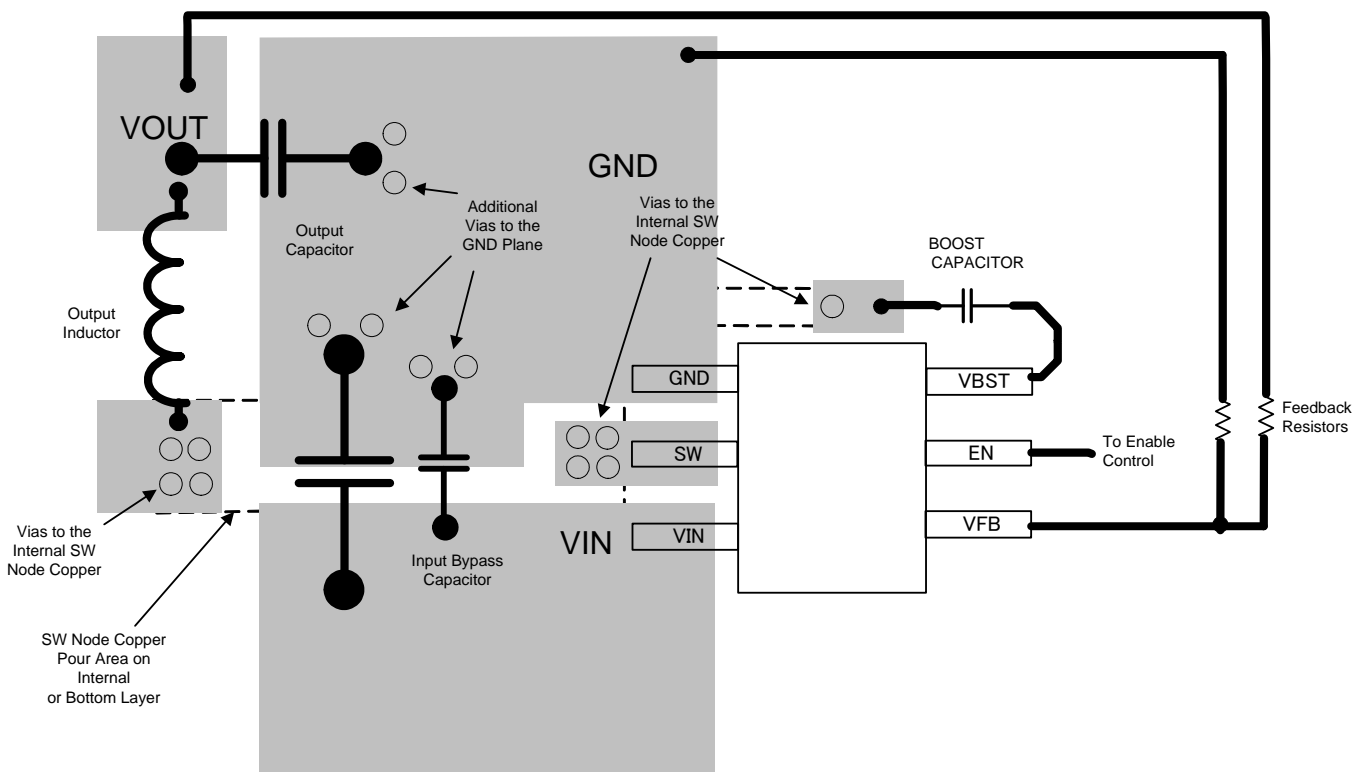 VOUT
GND
Output
Capacitor
Additional
Vias to the
GND Plane
Vias to the
Internal SW
Node Copper
BOOST
CAPACITOR
Output
Inductor
GND
VBST
SW
EN
To Enable
Control
Feedback
Resistors
VIN
VIN
VFB
Input Bypass
Capacitor
Vias to the
Internal SW
Node Copper
SW Node Copper
Pour Area on
Internal
or Bottom Layer